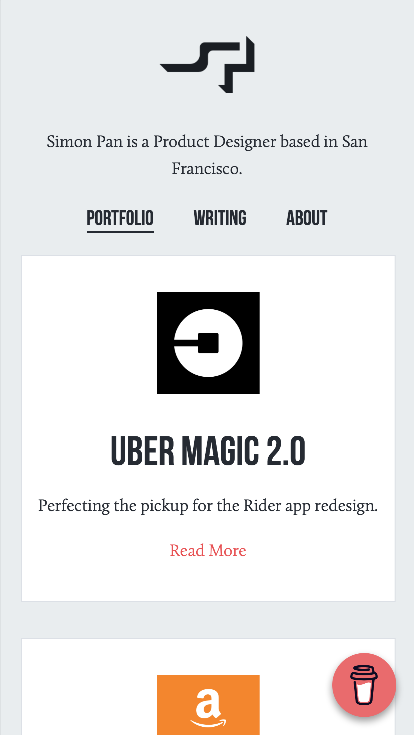 Simon Pan is a Product Designer based in San
Francisco.
PORTFOLIO WRITING ABOUT
UBER MAGIC 2.0
Perfecting the pickup for the Rider app redesign.
Read More
a